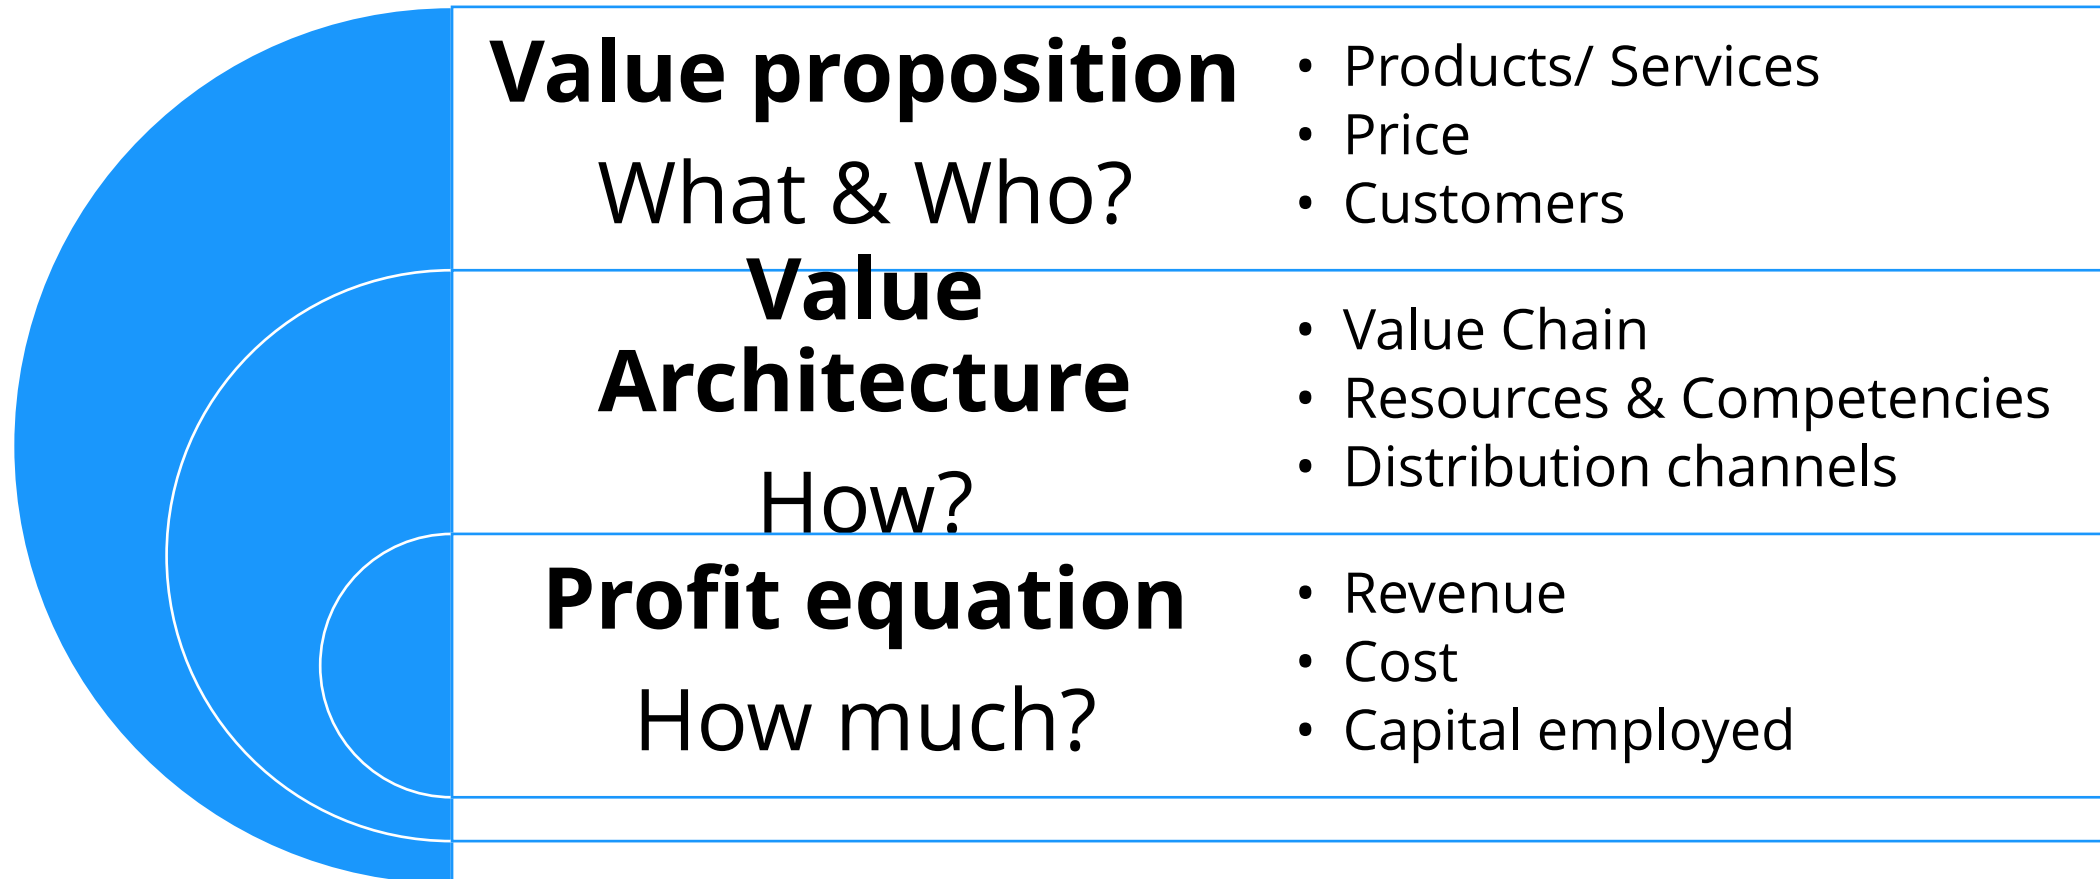 Value proposition
What & Who?
• Products/ Services
• Price
• Customers
Value
Architecture
How?
• Value Chain
• Resources & Competencies
• Distribution channels
Profit equation
How much?
• Revenue
• Cost
• Capital employed